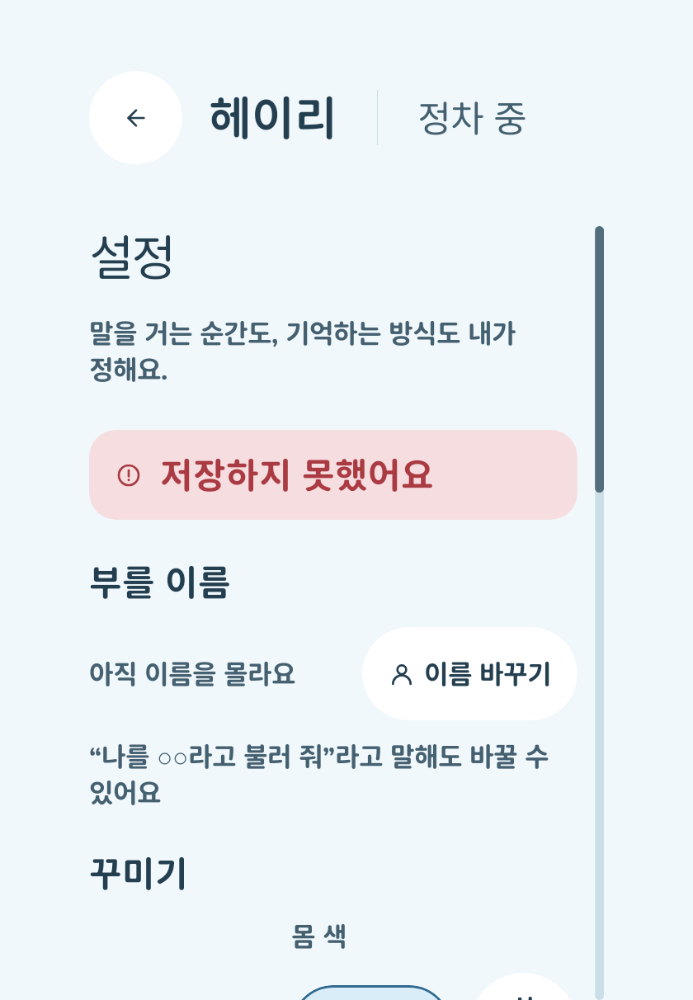 헤이리
정차 중
설정
말을 거는 순간도, 기억하는 방식도 내가
정해요.
저장하지 못했어요
부를 이름
아직 이름을 몰라요
이름 바꾸기
“나를 ○○라고 불러 줘”라고 말해도 바꿀 수
있어요
꾸미기
몸 색